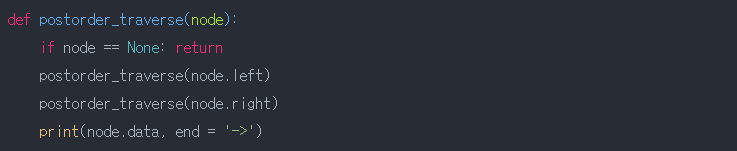 def postorder_traverse(node):
    if node == None: return
    postorder_traverse(node.left)
    postorder_traverse(node.right)
    print(node.data, end = '->')